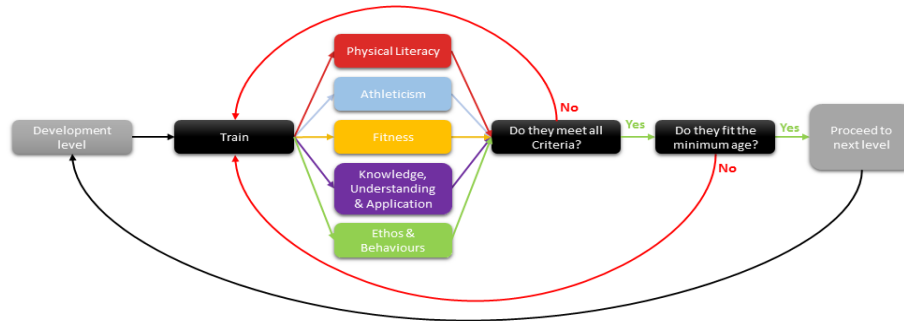 Physical Literacy
No
Athleticism
Development
level
Train
Fitness
Do they meet all
Criteria?
Yes
Do they fit the
minimum age?
Yes
Proceed to
next level
No
Knowledge,
Understanding
& Application
Ethos &
Behaviours